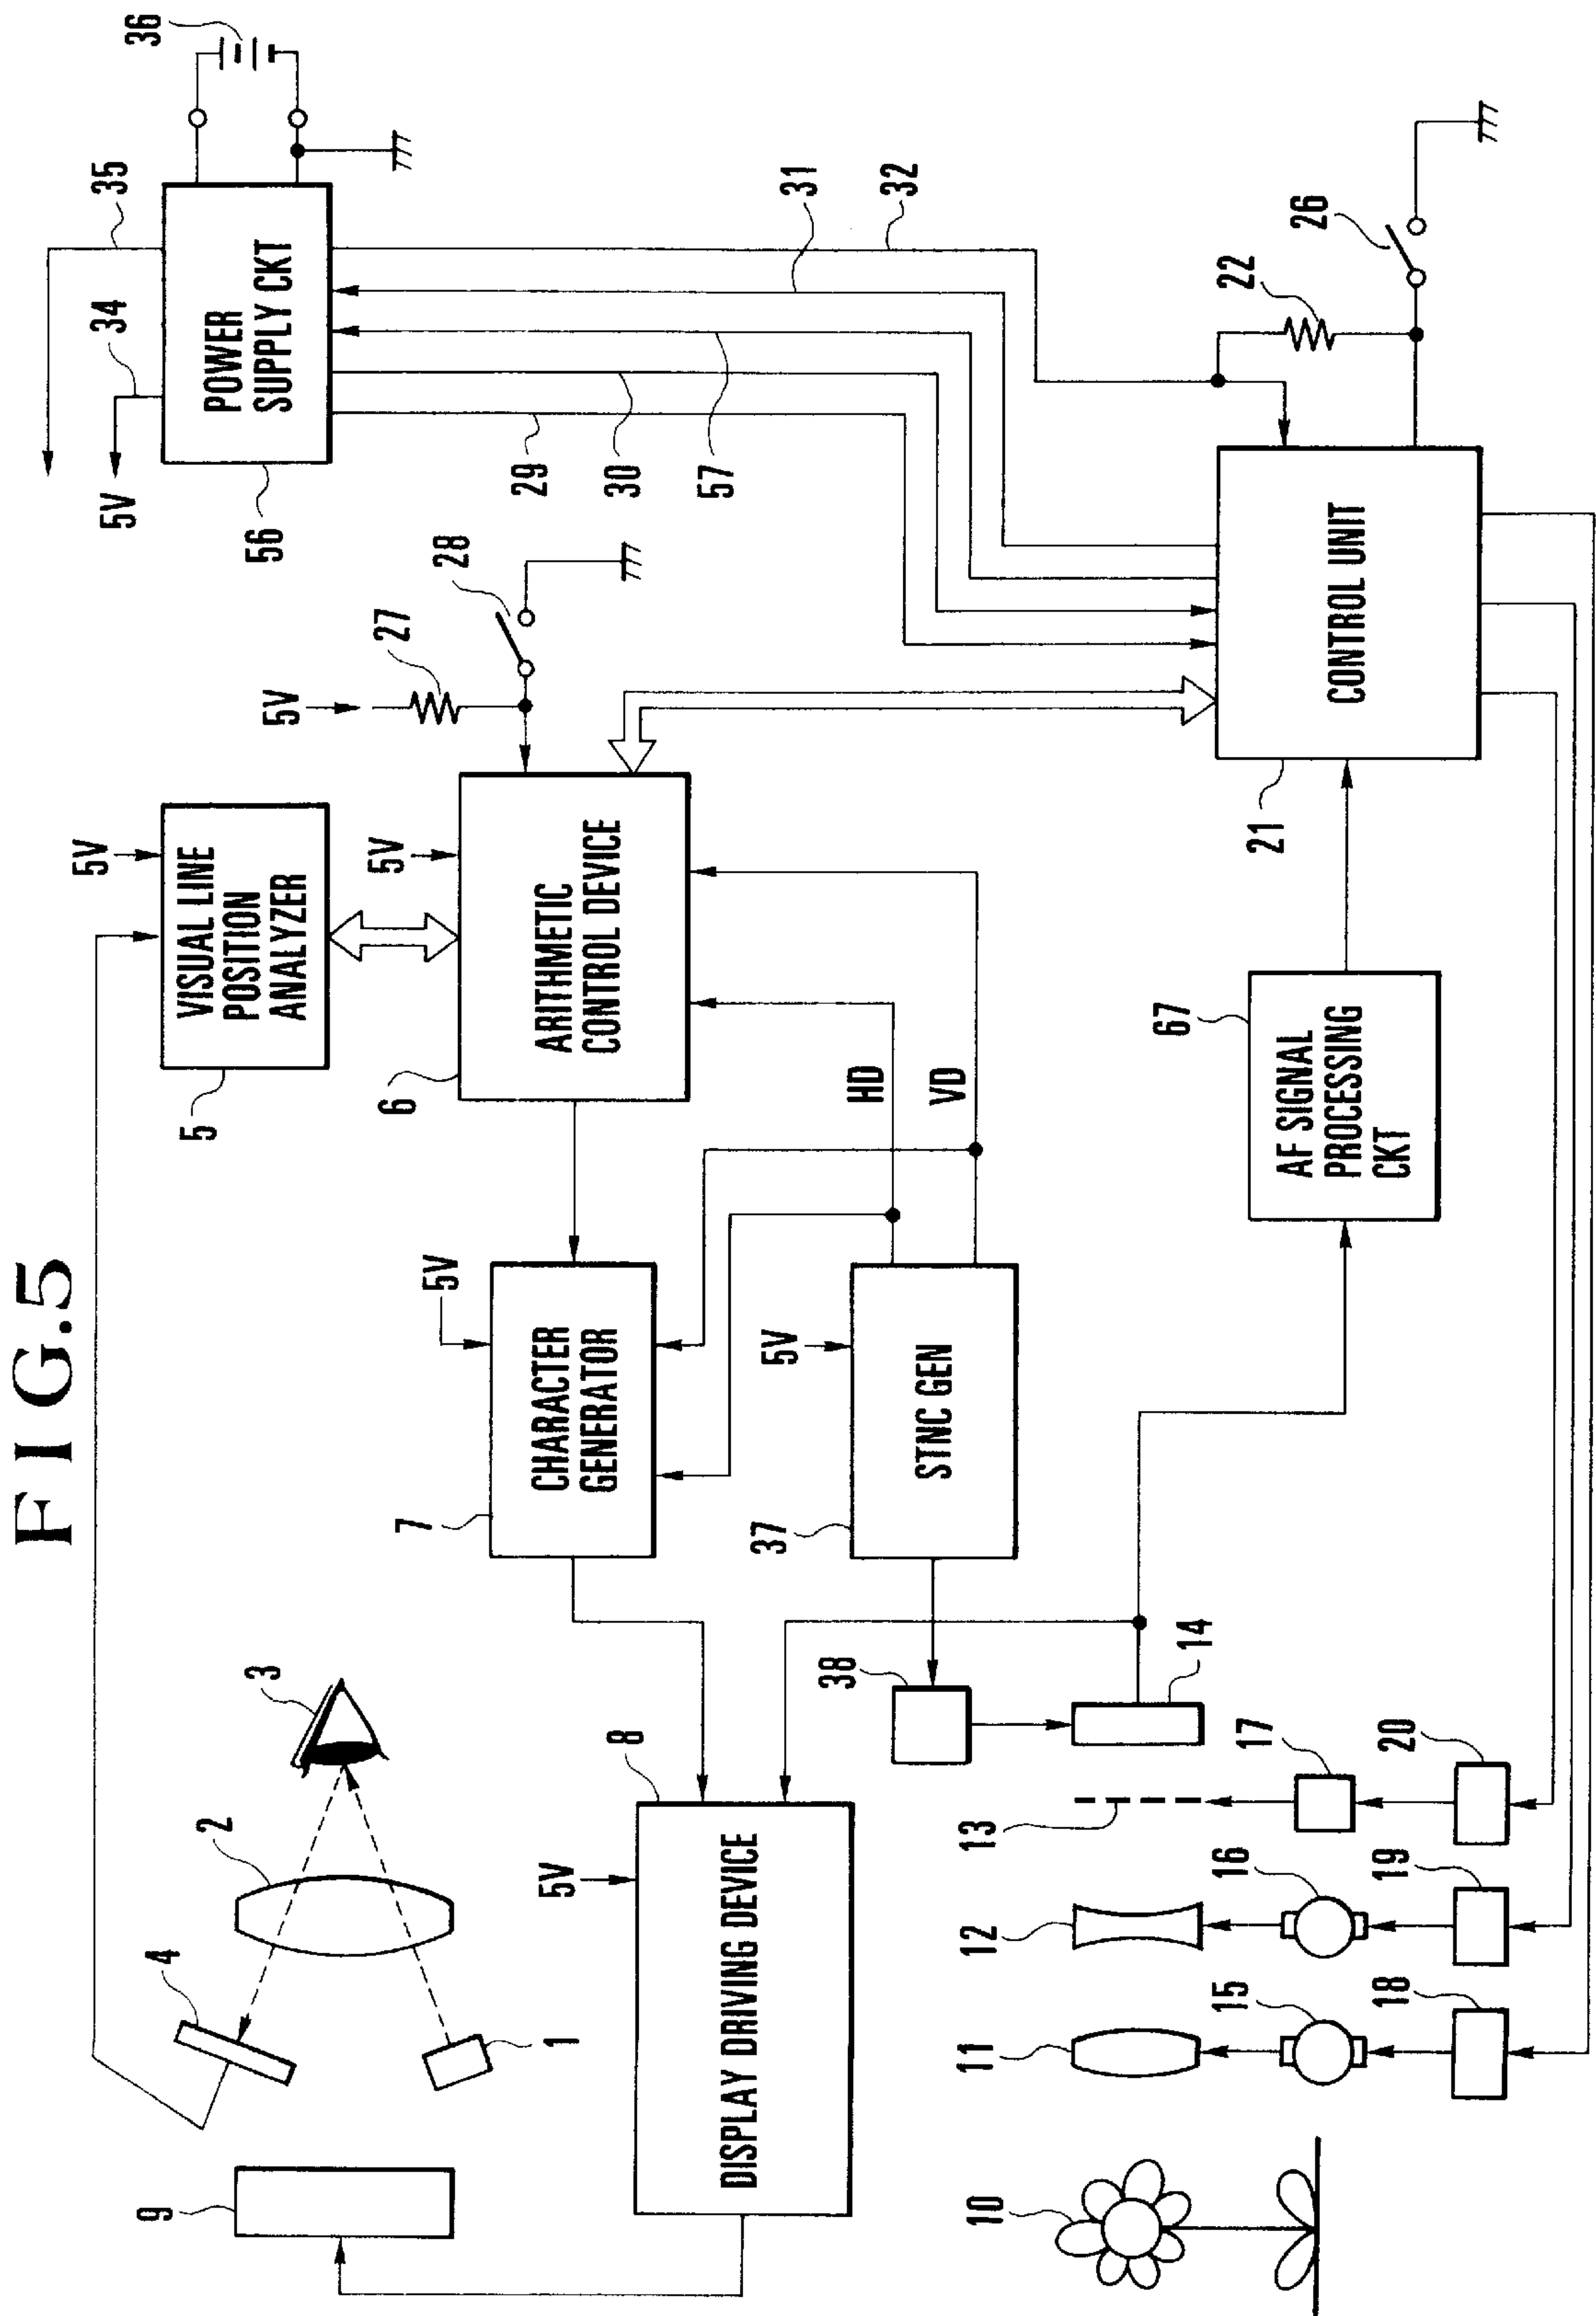 FIG.5
36
35
34
5V
POWER
SUPPLY CKT
56
29
30
57
31
32
26
22
28
27
5V
5V
VISUAL LINE
POSITION
ANALYZER
5
5V
ARITHMETIC
CONTROL DEVICE
6
HD
VD
CONTROL UNIT
21
67
AF SIGNAL
PROCESSING
CKT
5V
CHARACTER
GENERATOR
7
5V
STNC GEN
37
38
14
3
2
4
1
9
8
5V
DISPLAY DRIVING DEVICE
10
11
12
13
15
16
17
18
19
20